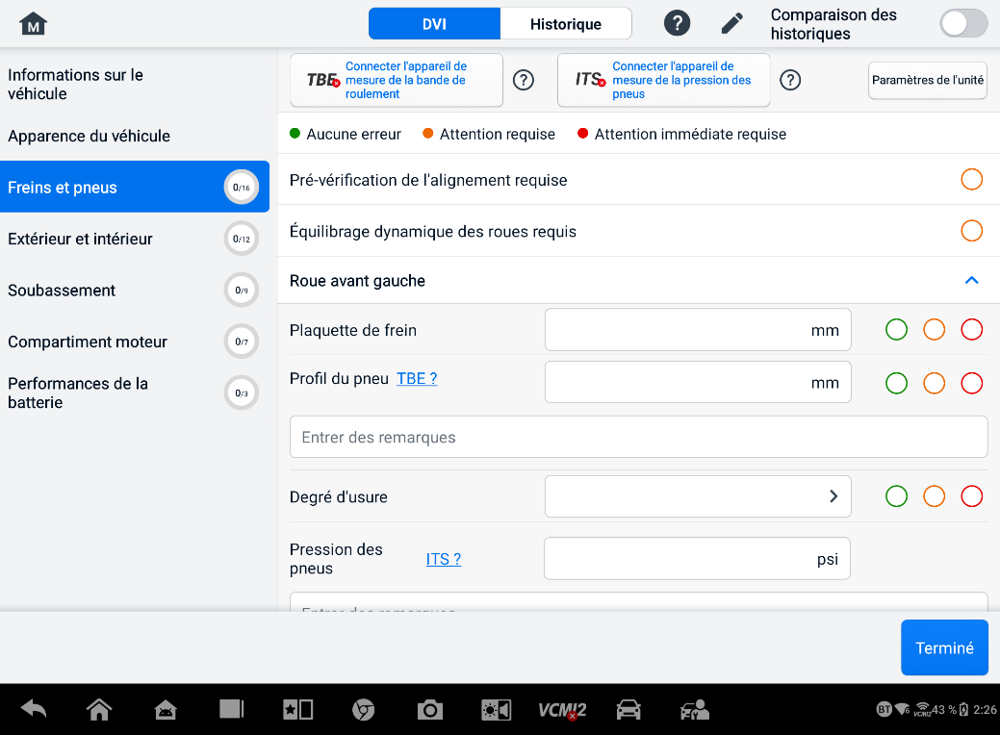 M
DVI
Historique
?
Comparaison des
historiques
Informations sur le
véhicule
Apparence du véhicule
Freins et pneus
0/16
Extérieur et intérieur
0/12
Soubassement
0/9
Compartiment moteur
0/7
Performances de la
batterie
0/3
TBE
Connecter l'appareil de
mesure de la bande de
roulement
?
ITS
Connecter l'appareil de
mesure de la pression des
pneus
?
Paramètres de l'unité
Aucune erreur
Attention requise
Attention immédiate requise
Pré-vérification de l'alignement requise
Équilibrage dynamique des roues requis
Roue avant gauche
Plaquette de frein
mm
Profil du pneu TBE ?
mm
Entrer des remarques
Degré d'usure
Pression des
pneus
ITS ?
psi
Entrer des remarques
Terminé
VCMI2
BT
6
VCMI2
43 %
2:26